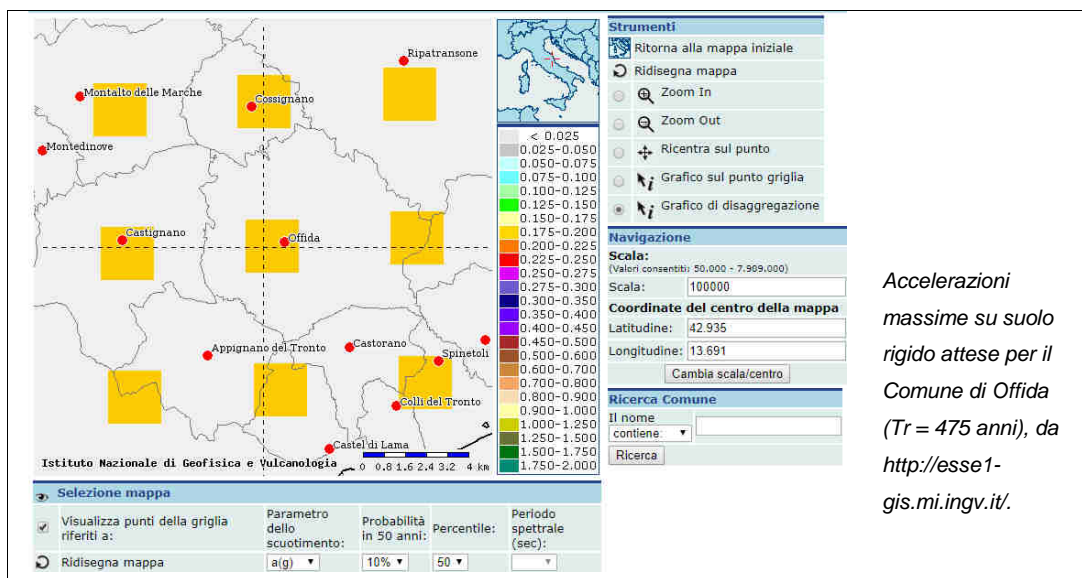 Ripatransone
Montalto delle Marche
Cossignano
Montedinove
Castignano
Offida
Appignano del Tronto
Castorano
Spinetoli
Colli del Tronto
Castel di Lama
Istituto Nazionale di Geofisica e Vulcanologia
0 0.8 1.6 2.4 3.2 4 km
< 0.025
0.025-0.050
0.050-0.075
0.075-0.100
0.100-0.125
0.125-0.150
0.150-0.175
0.175-0.200
0.200-0.225
0.225-0.250
0.250-0.275
0.275-0.300
0.300-0.350
0.350-0.400
0.400-0.450
0.450-0.500
0.500-0.600
0.600-0.700
0.700-0.800
0.800-0.900
0.900-1.000
1.000-1.250
1.250-1.500
1.500-1.750
1.750-2.000
Strumenti
Ritorna alla mappa iniziale
Ridisegna mappa
Zoom In
Zoom Out
Ricentra sul punto
Grafico sul punto griglia
Grafico di disaggregazione
Navigazione
Scala:
(Valori consentiti: 50.000 - 7.909.000)
Scala: 100000
Coordinate del centro della mappa
Latitudine: 42.935
Longitudine: 13.691
Cambia scala/centro
Ricerca Comune
Il nome
contiene:
Ricerca
Selezione mappa
Visualizza punti della griglia
riferiti a:
Parametro
dello
scuotimento:
Probabilità
in 50 anni:
Percentile:
Periodo
spettrale
(sec):
Ridisegna mappa
a(g) 10% 50
Accelerazioni
massime su suolo
rigido attese per il
Comune di Offida
(Tr = 475 anni), da
http://esse1-
gis.mi.ingv.it/.